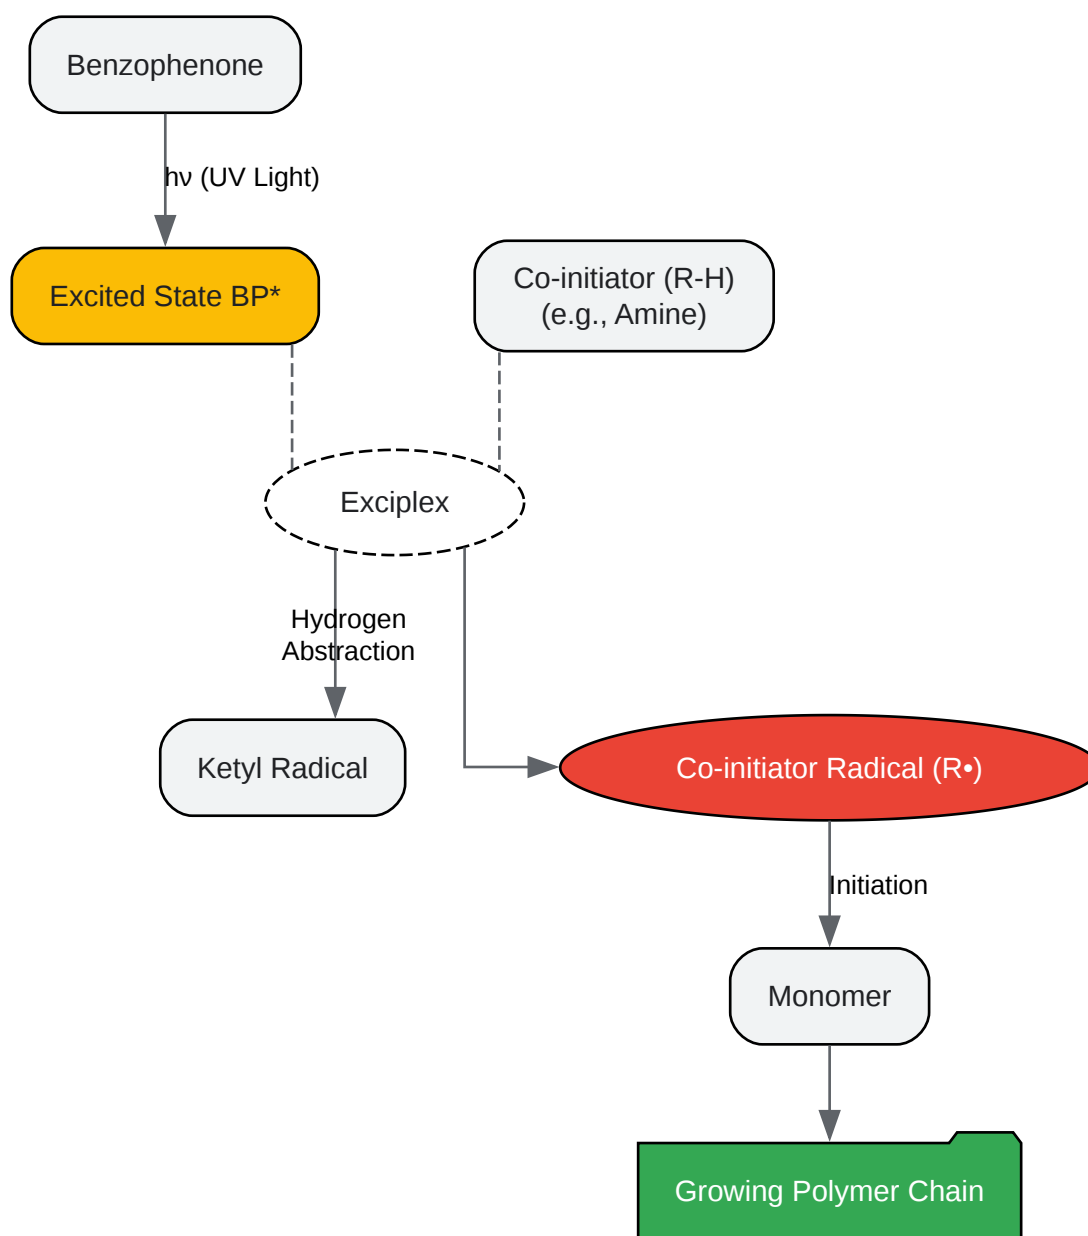 Benzophenone
hν (UV Light)
Excited State BP*
Co-initiator (R-H)
(e.g., Amine)
Exciplex
Hydrogen
Abstraction
Ketyl Radical
Co-initiator Radical (R•)
Initiation
Monomer
Growing Polymer Chain